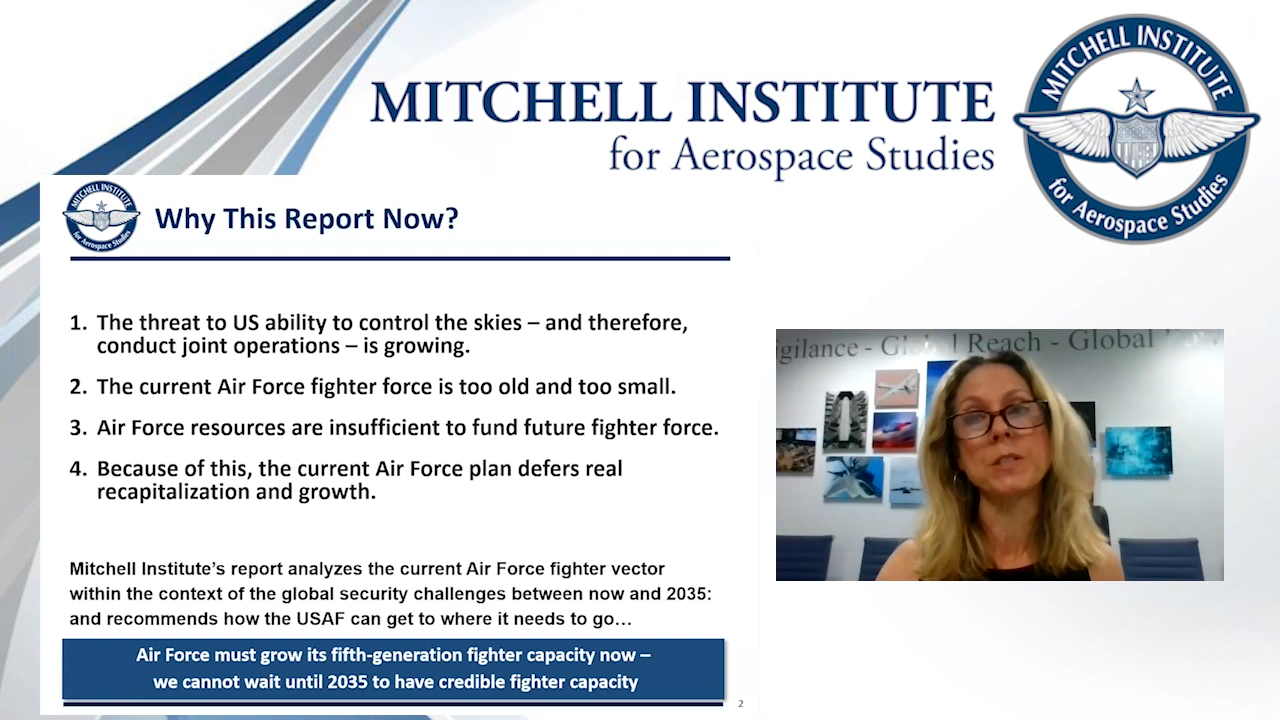 MITCHELL INSTITUTE
for Aerospace Studies
MITCHELL INSTITUTE
for Aerospace Studies
MITCHELL INSTITUTE
for Aerospace Studies
Why This Report Now?
1. The threat to US ability to control the skies – and therefore,
conduct joint operations – is growing.
2. The current Air Force fighter force is too old and too small.
3. Air Force resources are insufficient to fund future fighter force.
4. Because of this, the current Air Force plan defers real
recapitalization and growth.
Mitchell Institute’s report analyzes the current Air Force fighter vector
within the context of the global security challenges between now and 2035:
and recommends how the USAF can get to where it needs to go…
Air Force must grow its fifth-generation fighter capacity now –
we cannot wait until 2035 to have credible fighter capacity
2
Reach - Global